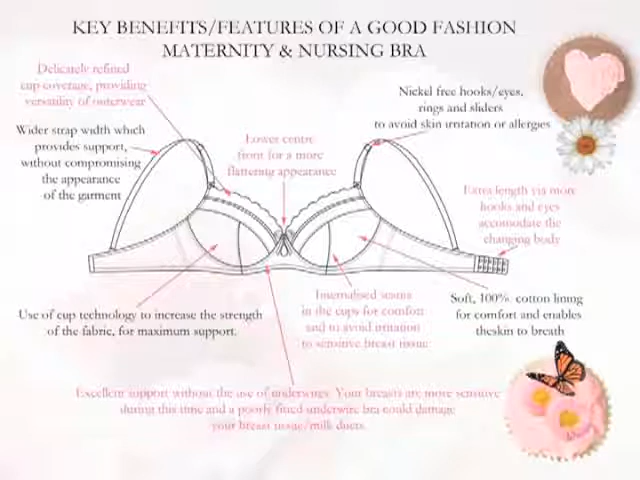 KEY BENEFITS/FEATURES OF A GOOD FASHION
MATERNITY & NURSING BRA
Delicately refined
cup coverage, providing
versatility of outerwear
Nickel free hooks/eyes,
rings and sliders
to avoid skin irritation or allergies
Wider strap width which
provides support,
without compromising
the appearance
of the garment
Lower centre
front for a more
flattering appearance
Extra length via more
hooks and eyes
accomodate the
changing body
Use of cup technology to increase the strength
of the fabric, for maximum support.
Internalised seams
in the cups for comfort
and to avoid irritation
to sensitive breast tissue
Soft, 100% cotton lining
for comfort and enables
theskin to breath
Excellent support without the use of underwings. Your breasts are more sensitive
during this time and a poorly fitted underwire bra could damage
your breast tissue/milk ducts.